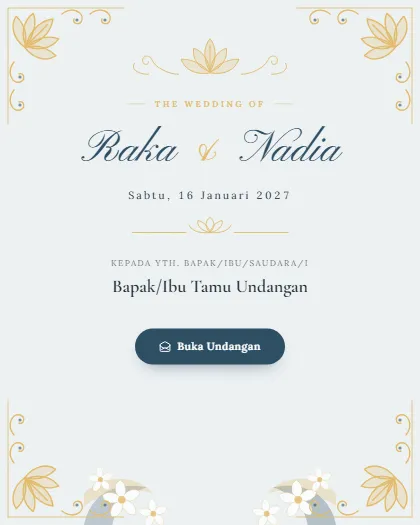 THE WEDDING OF
Raka & Nadia
Sabtu, 16 Januari 2027
KEPADA YTH. BAPAK/IBU/SAUDARA/I
Bapak/Ibu Tamu Undangan
Buka Undangan